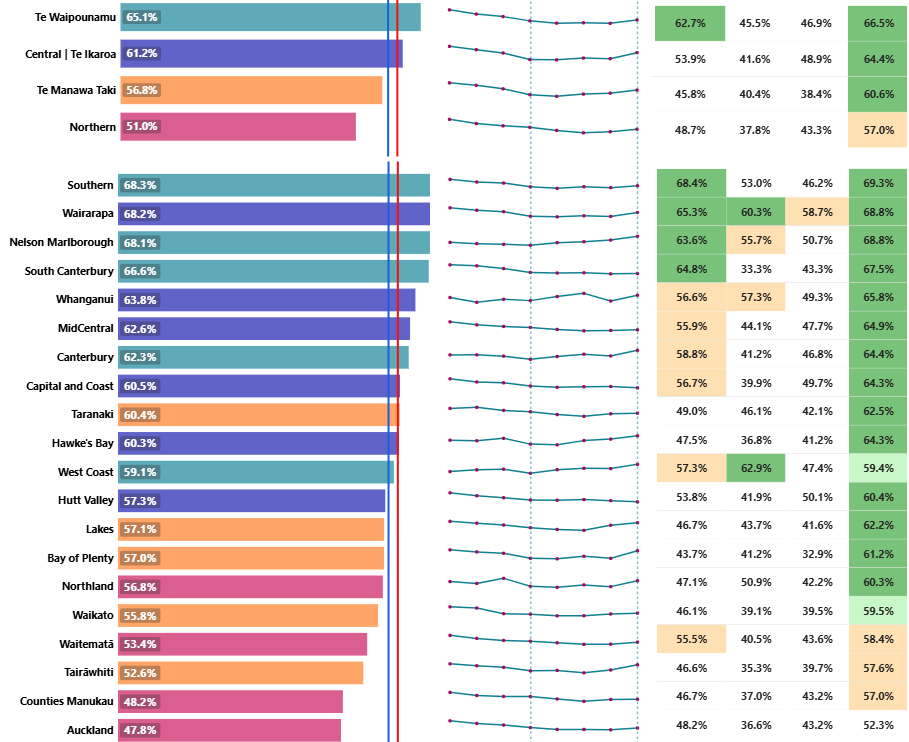 Te Waipounamu 65.1% 62.7% 45.5% 46.9% 66.5%
Central | Te Ikaroa 61.2% 53.9% 41.6% 48.9% 64.4%
Te Manawa Taki 56.8% 45.8% 40.4% 38.4% 60.6%
Northern 51.0% 48.7% 37.8% 43.3% 57.0%
Southern 68.3% 68.4% 53.0% 46.2% 69.3%
Wairarapa 68.2% 65.3% 60.3% 58.7% 68.8%
Nelson Marlborough 68.1% 63.6% 55.7% 50.7% 68.8%
South Canterbury 66.6% 64.8% 33.3% 43.3% 67.5%
Whanganui 63.8% 56.6% 57.3% 49.3% 65.8%
MidCentral 62.6% 55.9% 44.1% 47.7% 64.9%
Canterbury 62.3% 58.8% 41.2% 46.8% 64.4%
Capital and Coast 60.5% 56.7% 39.9% 49.7% 64.3%
Taranaki 60.4% 49.0% 46.1% 42.1% 62.5%
Hawke's Bay 60.3% 47.5% 36.8% 41.2% 64.3%
West Coast 59.1% 57.3% 62.9% 47.4% 59.4%
Hutt Valley 57.3% 53.8% 41.9% 50.1% 60.4%
Lakes 57.1% 46.7% 43.7% 41.6% 62.2%
Bay of Plenty 57.0% 43.7% 41.2% 32.9% 61.2%
Northland 56.8% 47.1% 50.9% 42.2% 60.3%
Waikato 55.8% 46.1% 39.1% 39.5% 59.5%
Waitematā 53.4% 55.5% 40.5% 43.6% 58.4%
Tairāwhiti 52.6% 46.6% 35.3% 39.7% 57.6%
Counties Manukau 48.2% 46.7% 37.0% 43.2% 57.0%
Auckland 47.8% 48.2% 36.6% 43.2% 52.3%